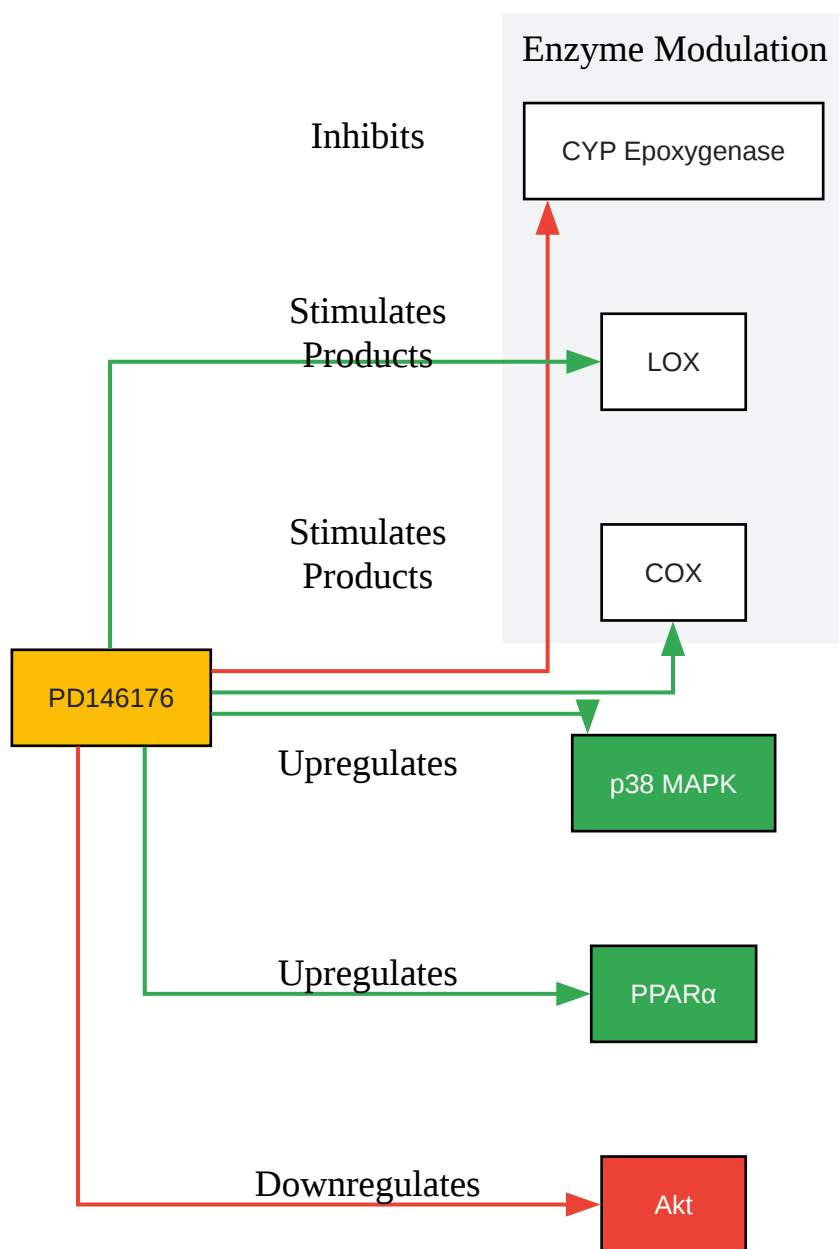 Enzyme Modulation
Inhibits
CYP Epoxygenase
Stimulates
Products
LOX
Stimulates
Products
COX
PD146176
Upregulates
p38 MAPK
Upregulates
PPARα
Downregulates
Akt